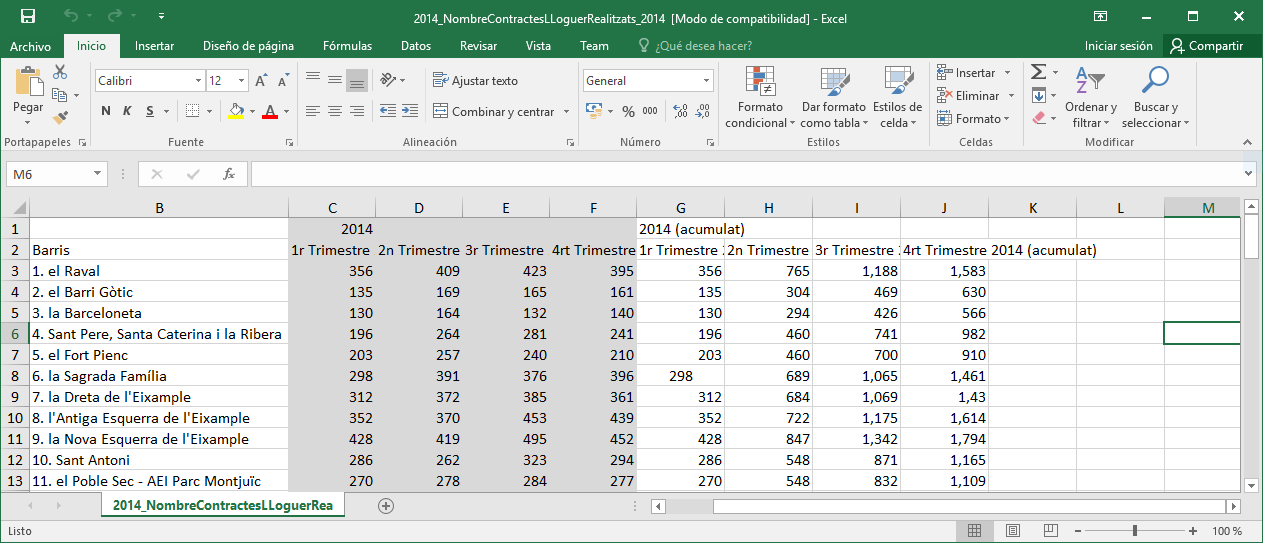 2014_NombreContractesLLoguerRealitzats_2014 [Modo de compatibilidad] - Excel
Archivo Inicio Insertar Diseño de página Fórmulas Datos Revisar Vista Team ¿Qué desea hacer? Iniciar sesión Compartir
Pegar
Calibri 12
N K S
Ajustar texto
Combinar y centrar
General
% 000
Formato condicional
Dar formato como tabla
Estilos de celda
Insertar
Eliminar
Formato
Ordenar y filtrar
Buscar y seleccionar
Portapapeles Fuente Alineación Número Estilos Celdas Modificar
M6 fx
B C D E F G H I J K L M
1 2014 2014 (acumulat)
2 Barris 1r Trimestre 2n Trimestre 3r Trimestre 4rt Trimestre 1r Trimestre 2n Trimestre 3r Trimestre 4rt Trimestre 2014 (acumulat)
3 1. el Raval 356 409 423 395 356 765 1,188 1,583
4 2. el Barri Gòtic 135 169 165 161 135 304 469 630
5 3. la Barceloneta 130 164 132 140 130 294 426 566
6 4. Sant Pere, Santa Caterina i la Ribera 196 264 281 241 196 460 741 982
7 5. el Fort Pienc 203 257 240 210 203 460 700 910
8 6. la Sagrada Família 298 391 376 396 298 689 1,065 1,461
9 7. la Dreta de l'Eixample 312 372 385 361 312 684 1,069 1,43
10 8. l'Antiga Esquerra de l'Eixample 352 370 453 439 352 722 1,175 1,614
11 9. la Nova Esquerra de l'Eixample 428 419 495 452 428 847 1,342 1,794
12 10. Sant Antoni 286 262 323 294 286 548 871 1,165
13 11. el Poble Sec - AEI Parc Montjuïc 270 278 284 277 270 548 832 1,109
2014_NombreContractesLLoguerRea
Listo 100 %